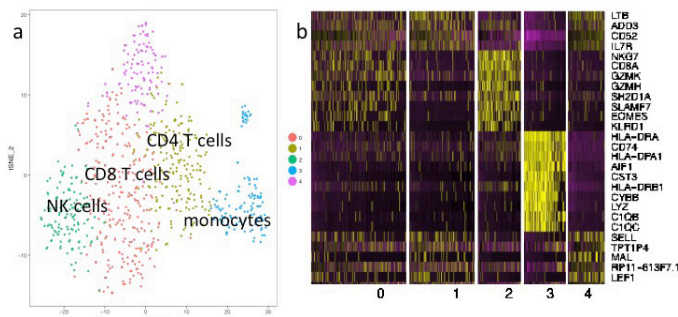 a
b
20
10
0
-10
tSNE_2
-20
-10
0
10
20
30
CD4 T cells
CD8 T cells
NK cells
monocytes
0
1
2
3
4
LTB
ADD3
CD52
IL7R
NKG7
CD8A
GZMK
GZMH
SH2D1A
SLAMF7
EOMES
KLRD1
HLA-DRA
CD74
HLA-DPA1
AIF1
CST3
HLA-DRB1
CYBB
LYZ
C1QB
C1QC
SELL
TPT1P4
MAL
RP11-613F7.1
LEF1
0 1 2 3 4